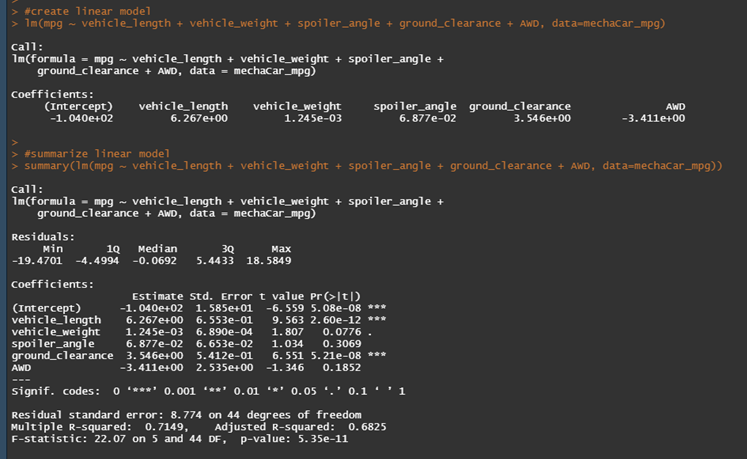 >
> #create linear model
> lm(mpg ~ vehicle_length + vehicle_weight + spoiler_angle + ground_clearance + AWD, data=mechaCar_mpg)
Call:
lm(formula = mpg ~ vehicle_length + vehicle_weight + spoiler_angle +
    ground_clearance + AWD, data = mechaCar_mpg)
Coefficients:
     (Intercept)    vehicle_length    vehicle_weight     spoiler_angle  ground_clearance               AWD
      -1.040e+02         6.267e+00         1.245e-03         6.877e-02         3.546e+00        -3.411e+00
>
> #summarize linear model
> summary(lm(mpg ~ vehicle_length + vehicle_weight + spoiler_angle + ground_clearance + AWD, data=mechaCar_mpg))
Call:
lm(formula = mpg ~ vehicle_length + vehicle_weight + spoiler_angle +
    ground_clearance + AWD, data = mechaCar_mpg)
Residuals:
     Min       1Q   Median       3Q      Max
-19.4701  -4.4994  -0.0692   5.4433  18.5849
Coefficients:
                   Estimate Std. Error t value Pr(>|t|)
(Intercept)      -1.040e+02  1.585e+01  -6.559 5.08e-08 ***
vehicle_length    6.267e+00  6.553e-01   9.563 2.60e-12 ***
vehicle_weight    1.245e-03  6.890e-04   1.807   0.0776 .
spoiler_angle     6.877e-02  6.653e-02   1.034   0.3069
ground_clearance  3.546e+00  5.412e-01   6.551 5.21e-08 ***
AWD              -3.411e+00  2.535e+00  -1.346   0.1852
---
Signif. codes:  0 ‘***’ 0.001 ‘**’ 0.01 ‘*’ 0.05 ‘.’ 0.1 ‘ ’ 1
Residual standard error: 8.774 on 44 degrees of freedom
Multiple R-squared:  0.7149,    Adjusted R-squared:  0.6825
F-statistic: 22.07 on 5 and 44 DF,  p-value: 5.35e-11